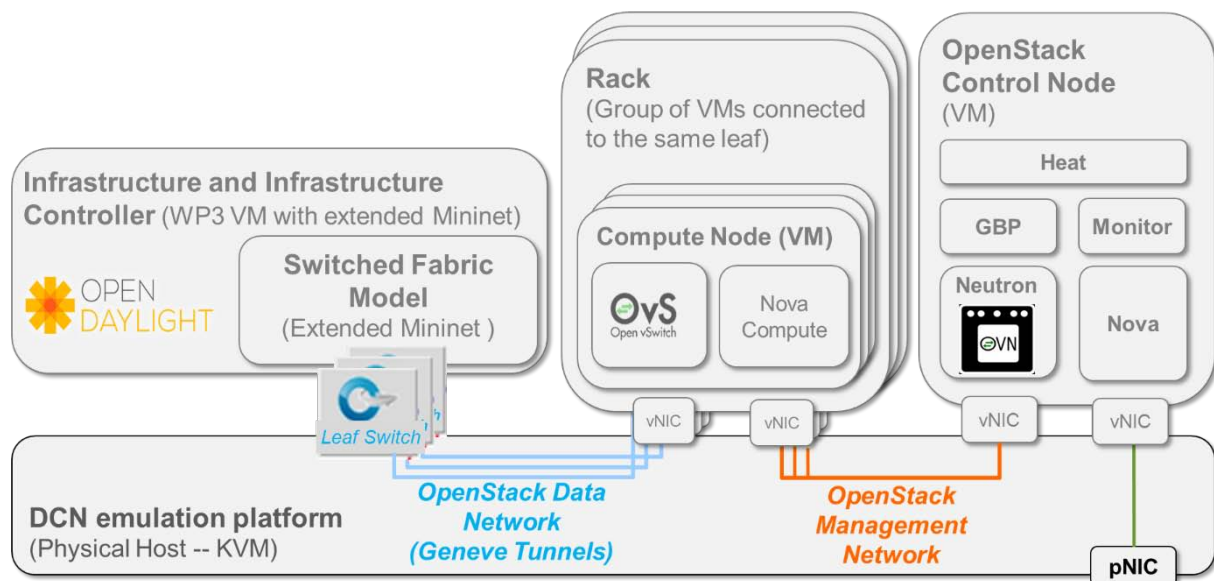 Infrastructure and Infrastructure
Controller (WP3 VM with extended Mininet)
OPEN
DAYLIGHT
Switched Fabric
Model
(Extended Mininet )
Leaf Switch
Rack
(Group of VMs connected
to the same leaf)
Compute Node (VM)
OvS
Open vSwitch
Nova
Compute
vNIC
vNIC
OpenStack
Control Node
(VM)
Heat
GBP
Monitor
Neutron
OVN
Nova
vNIC
vNIC
DCN emulation platform
(Physical Host -- KVM)
OpenStack Data
Network
(Geneve Tunnels)
OpenStack
Management
Network
pNIC